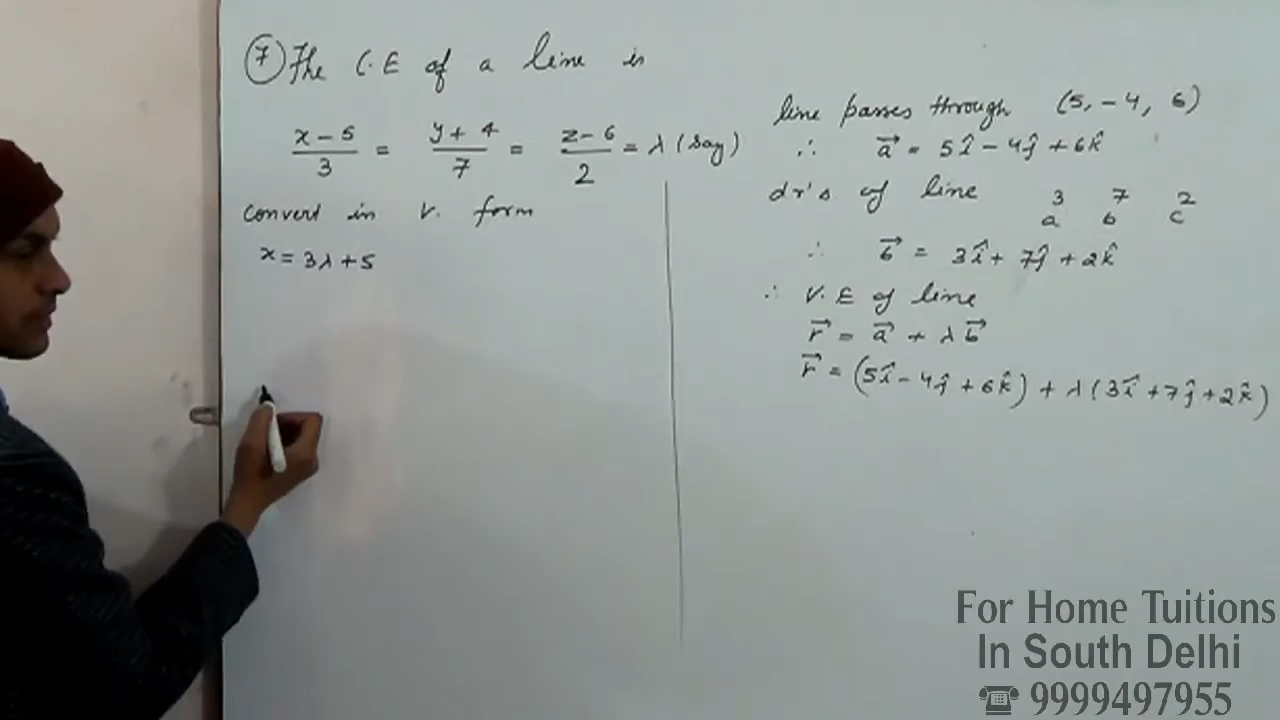 ⑦ The C.E of a line is
x – 5 / 3 = y + 4 / 7 = z – 6 / 2 = λ (say)
convert in V. form
x = 3λ + 5
line passes through (5, –4, 6)
∴ a⃗ = 5î – 4ĵ + 6k̂
dr's of line 3 7 2
a b c
∴ b⃗ = 3î + 7ĵ + 2k̂
∴ V.E of line
r⃗ = a⃗ + λb⃗
r⃗ = (5î – 4ĵ + 6k̂) + λ(3î + 7ĵ + 2k̂)
For Home Tuitions
In South Delhi
☎ 9999497955